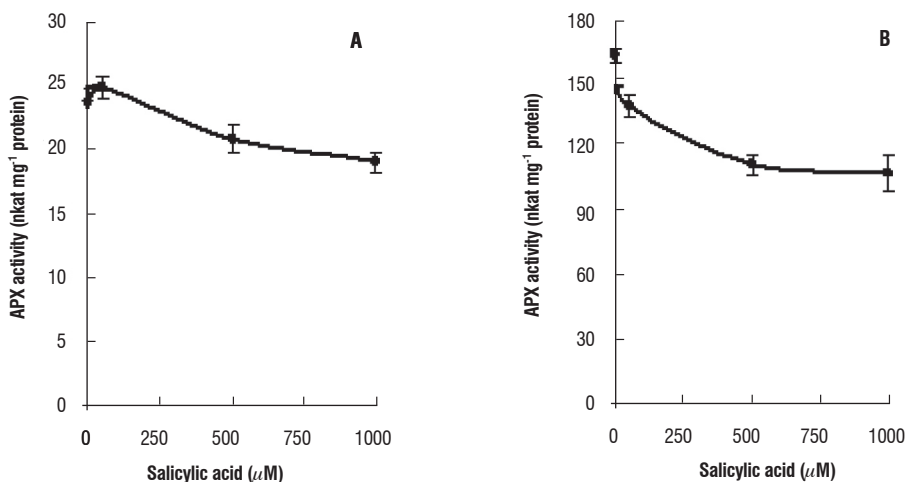 A
APX activity (nkat mg⁻¹ protein)
30
25
20
15
10
5
0
0 250 500 750 1000
Salicylic acid (μM)
B
APX activity (nkat mg⁻¹ protein)
180
150
120
90
60
30
0
0 250 500 750 1000
Salicylic acid (μM)